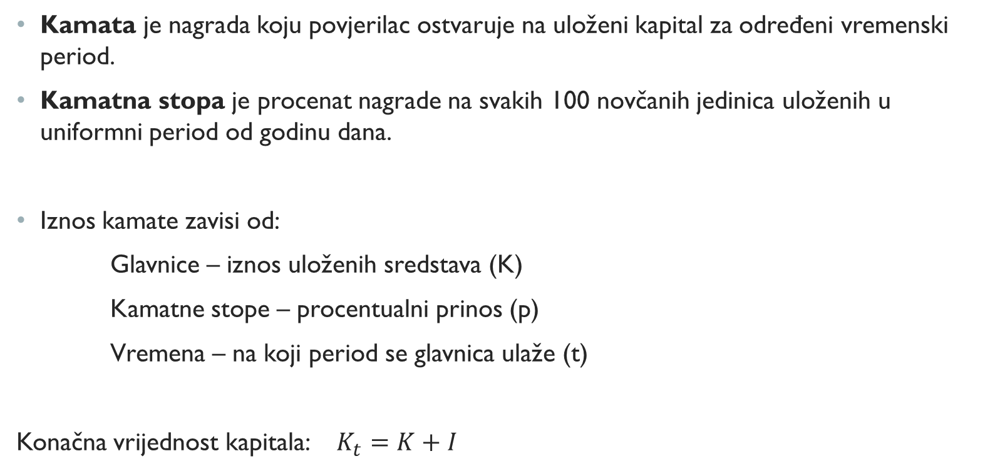 • Kamata je nagrada koju povjerilac ostvaruje na uloženi kapital za određeni vremenski
period.
• Kamatna stopa je procenat nagrade na svakih 100 novčanih jedinica uloženih u
uniformni period od godinu dana.
• Iznos kamate zavisi od:
Glavnice – iznos uloženih sredstava (K)
Kamatne stope – procentualni prinos (p)
Vremena – na koji period se glavnica ulaže (t)
Konačna vrijednost kapitala: K_t = K + I